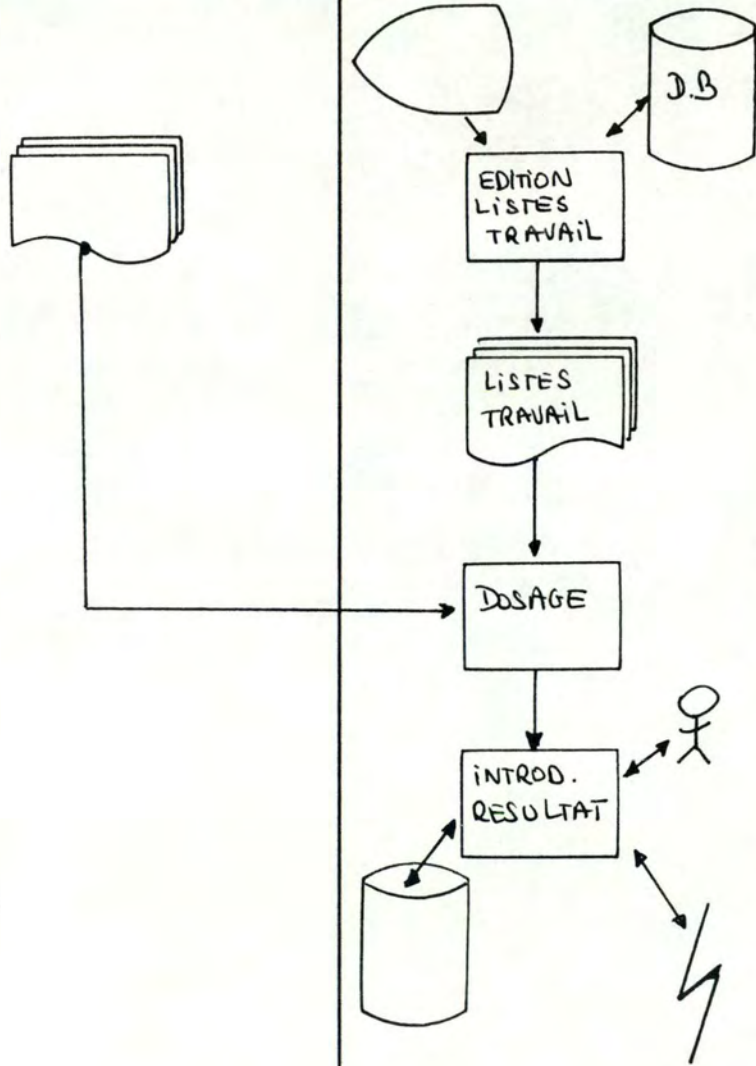 D.B
EDITION
LISTES
TRAVAIL
LISTES
TRAVAIL
DOSAGE
INTROD.
RESULTAT